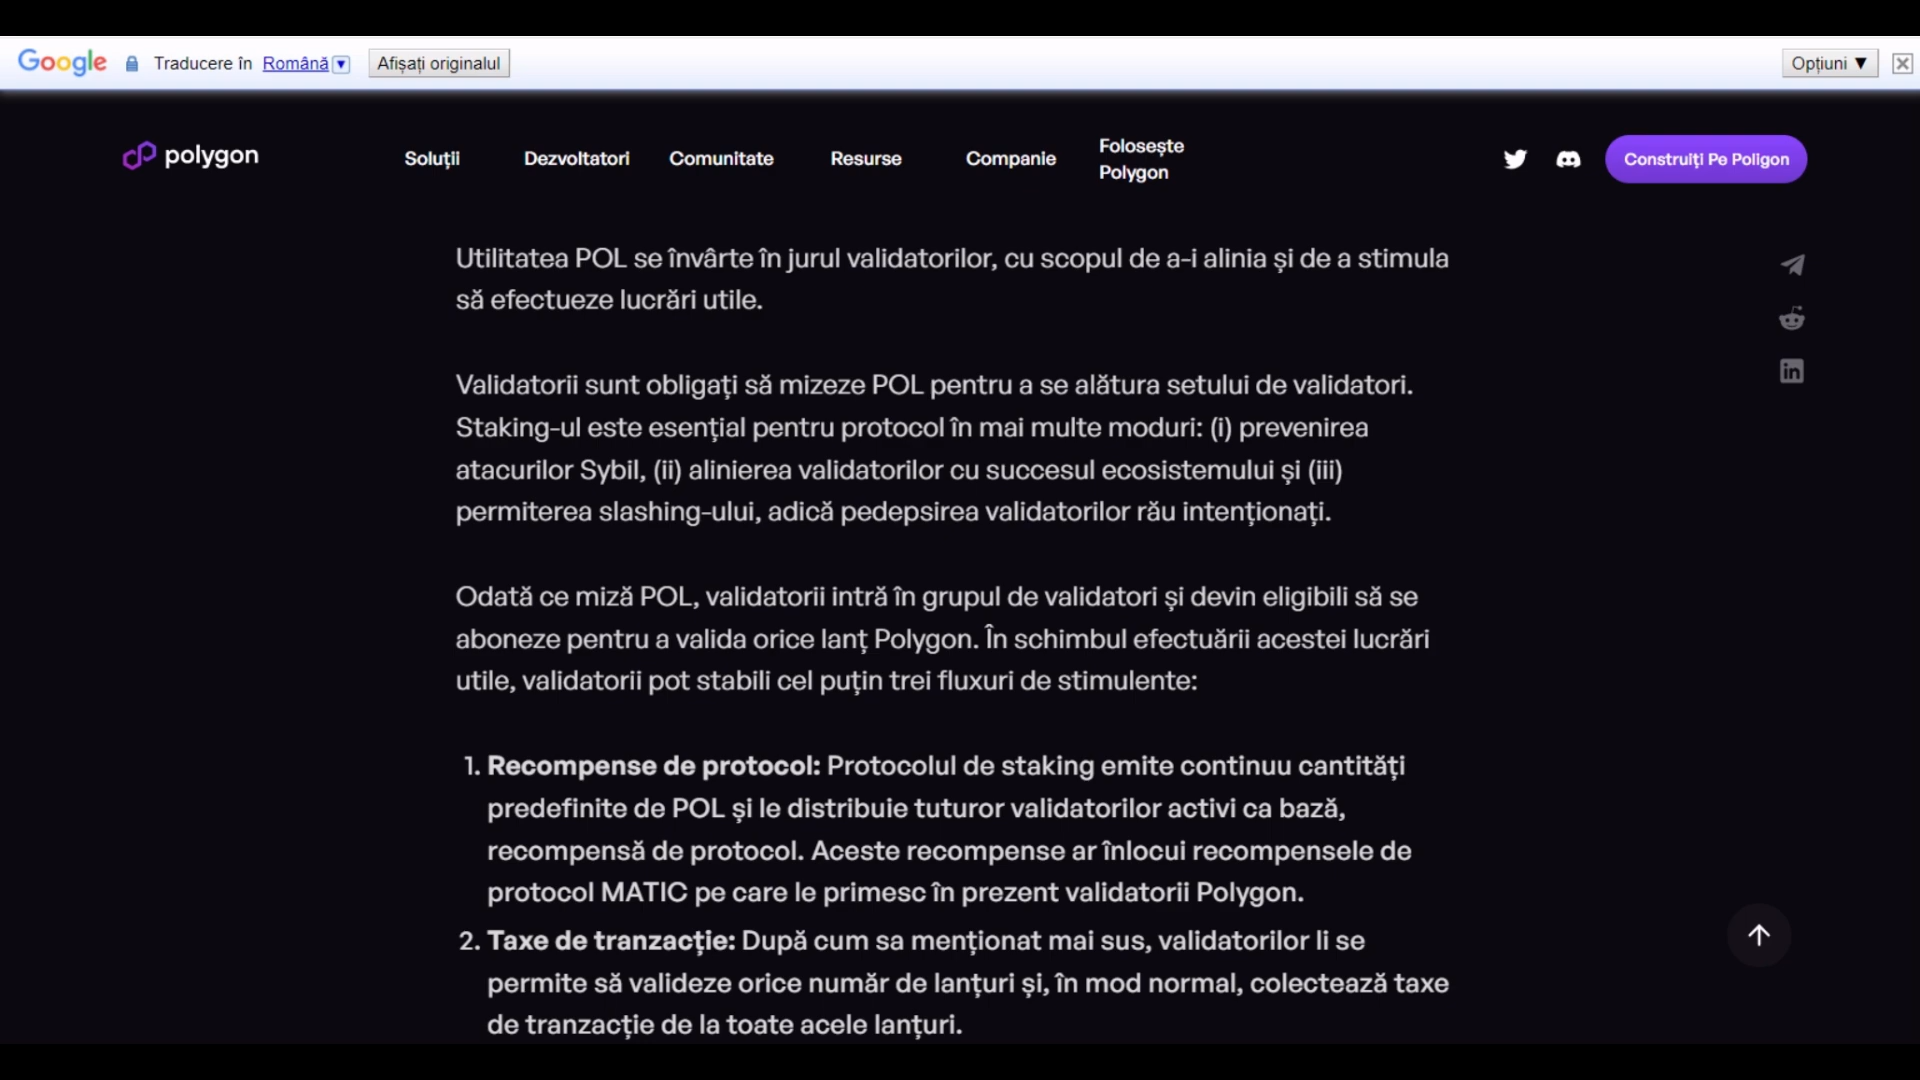 Google Traducere în Română Afișați originalul Opțiuni ▼
polygon Soluții Dezvoltatori Comunitate Resurse Companie Folosește Polygon Construiți Pe Poligon
Utilitatea POL se învârte în jurul validatorilor, cu scopul de a-i alinia și de a stimula
să efectueze lucrări utile.
Validatorii sunt obligați să mizeze POL pentru a se alătura setului de validatori.
Staking-ul este esențial pentru protocol în mai multe moduri: (i) prevenirea
atacurilor Sybil, (ii) alinierea validatorilor cu succesul ecosistemului și (iii)
permiterea slashing-ului, adică pedepsirea validatorilor rău intenționați.
Odată ce miză POL, validatorii intră în grupul de validatori și devin eligibili să se
aboneze pentru a valida orice lanț Polygon. În schimbul efectuării acestei lucrări
utile, validatorii pot stabili cel puțin trei fluxuri de stimulente:
1. Recompense de protocol: Protocolul de staking emite continuu cantități
predefinite de POL și le distribuie tuturor validatorilor activi ca bază,
recompensă de protocol. Aceste recompense ar înlocui recompensele de
protocol MATIC pe care le primesc în prezent validatorii Polygon.
2. Taxe de tranzacție: După cum sa menționat mai sus, validatorilor li se
permite să valideze orice număr de lanțuri și, în mod normal, colectează taxe
de tranzacție de la toate acele lanțuri.